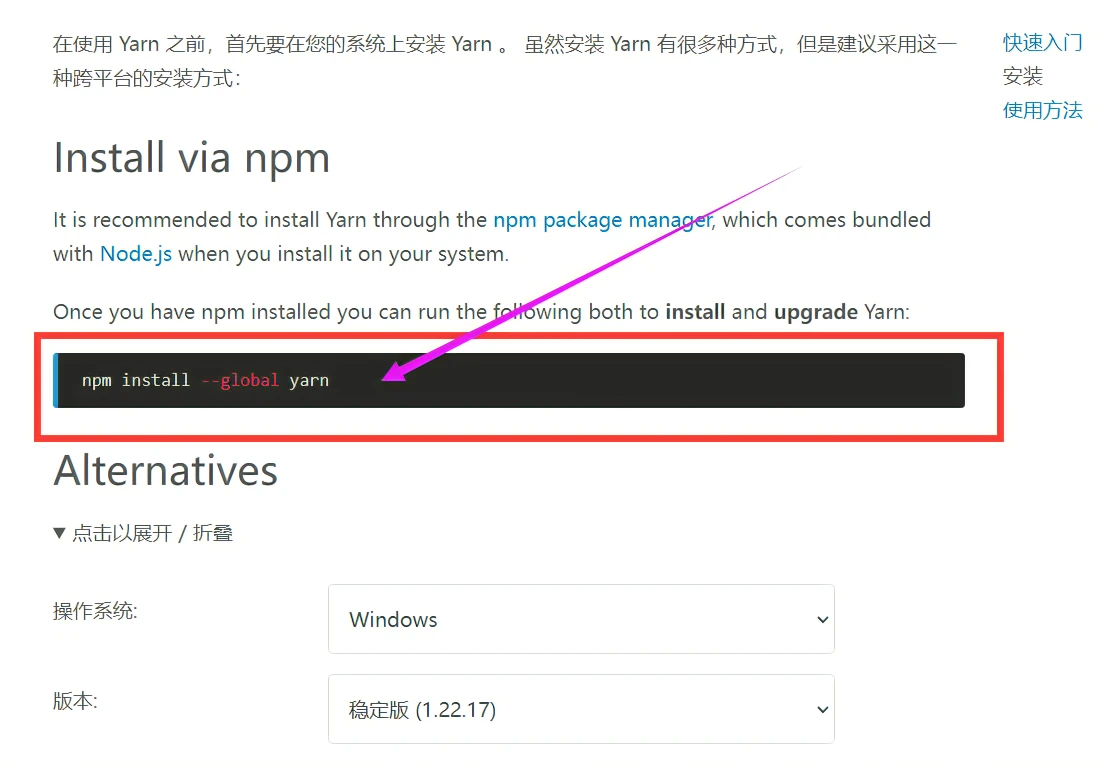 在使用 Yarn 之前，首先要在您的系统上安装 Yarn 。 虽然安装 Yarn 有很多种方式，但是建议采用这一
种跨平台的安装方式：
快速入门
安装
使用方法
Install via npm
It is recommended to install Yarn through the npm package manager, which comes bundled
with Node.js when you install it on your system.
Once you have npm installed you can run the following both to install and upgrade Yarn:
npm install --global yarn
Alternatives
▼ 点击以展开 / 折叠
操作系统:
Windows
版本:
稳定版 (1.22.17)